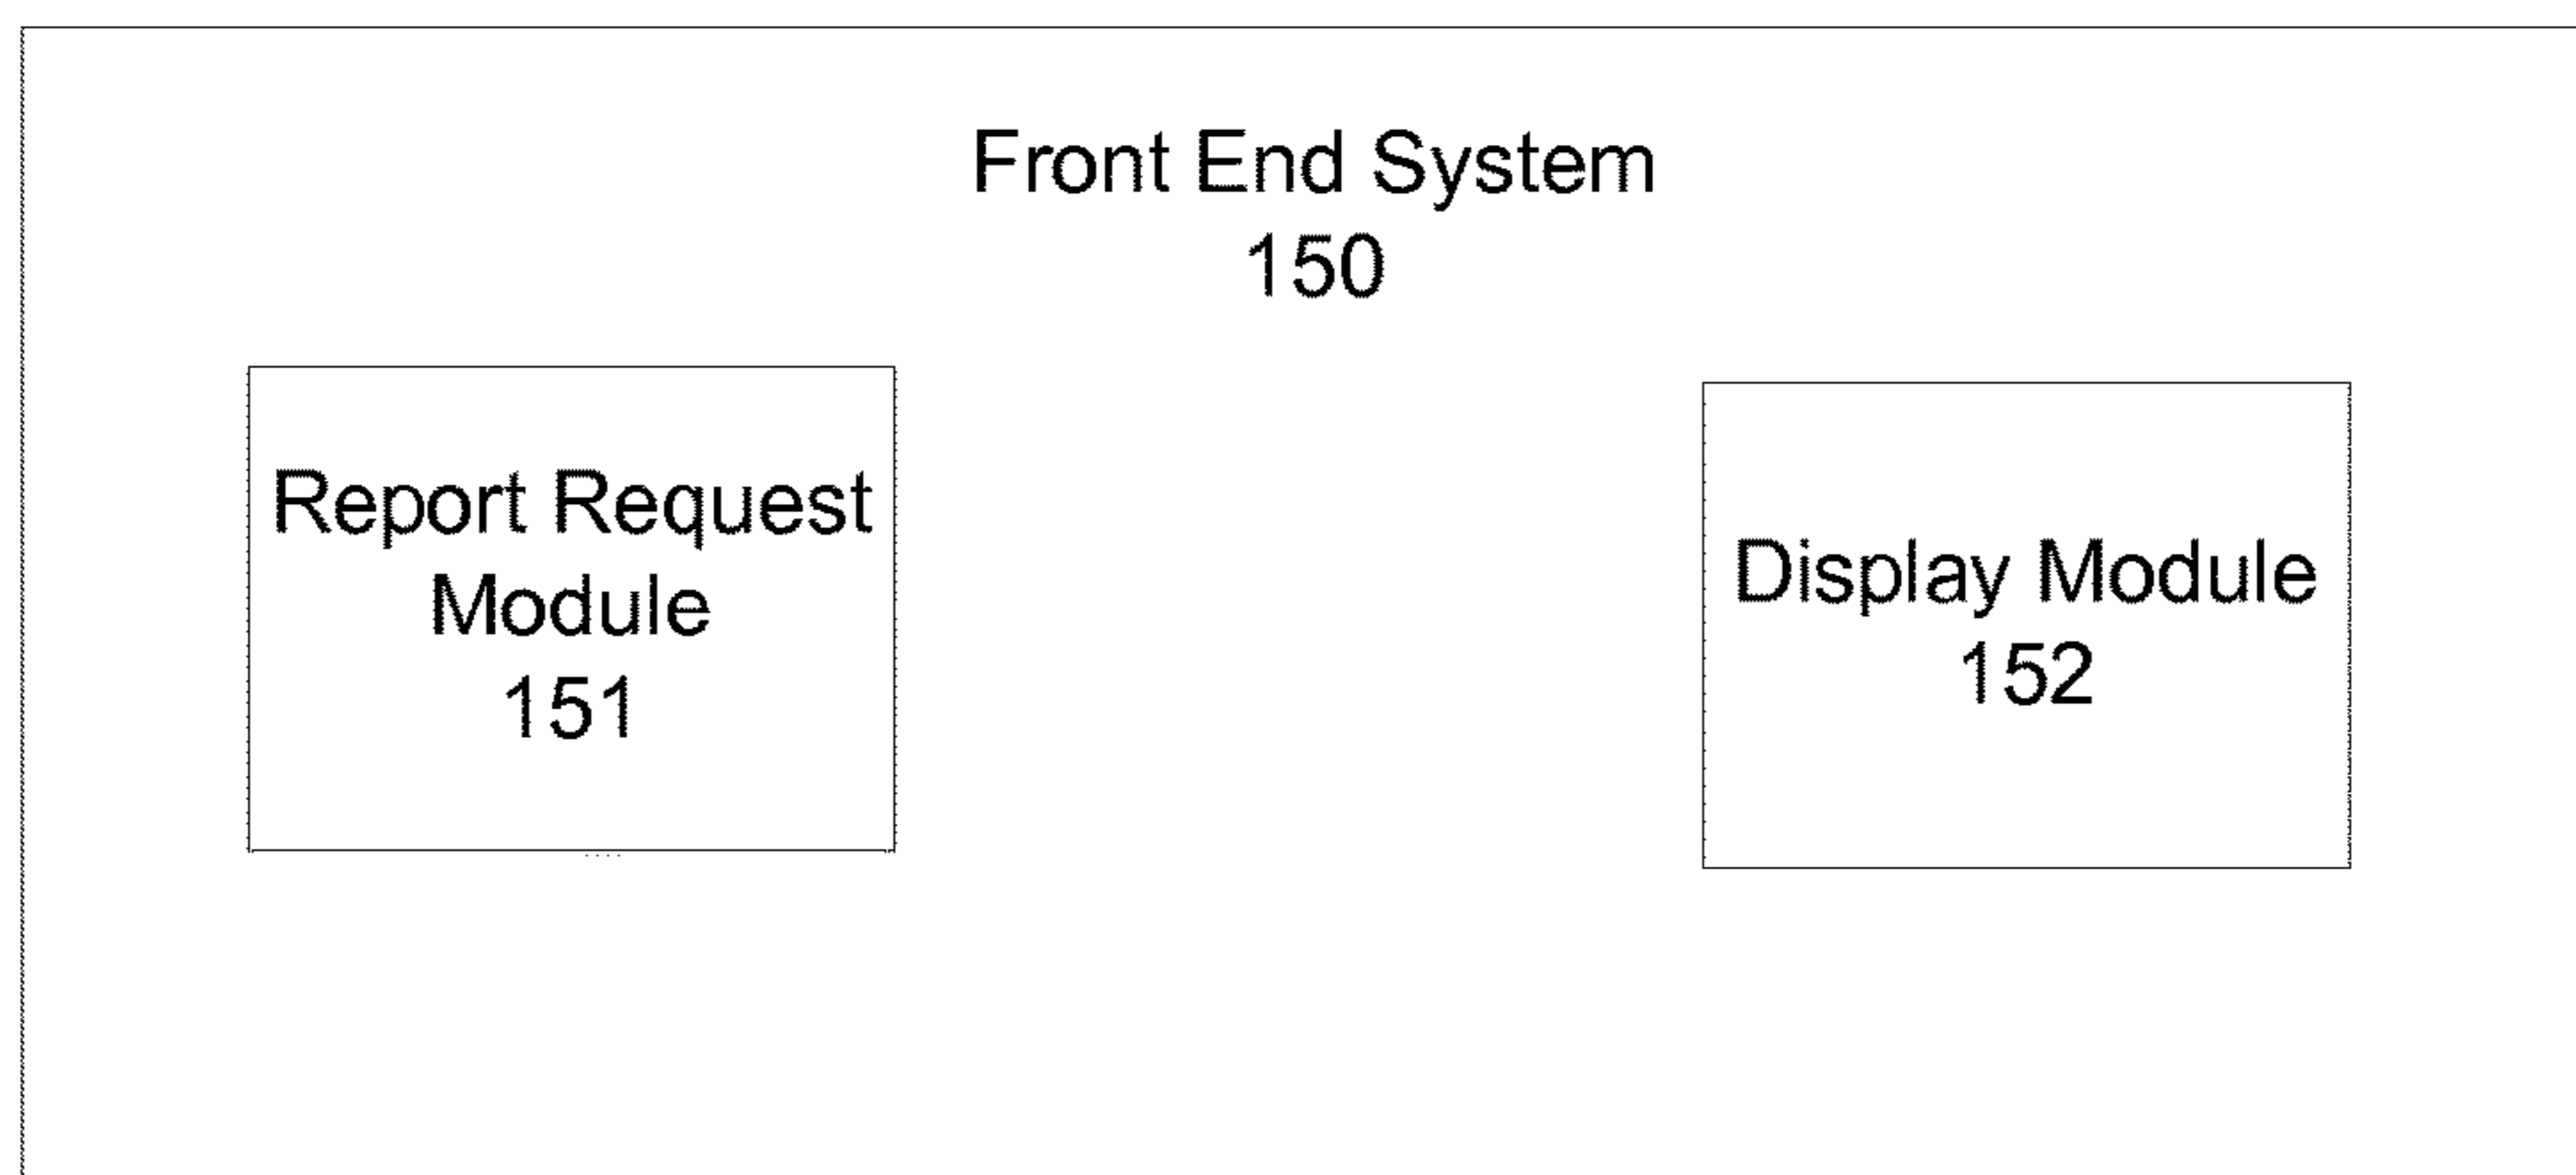 Front End System
150
Report Request
Module
151
Display Module
152